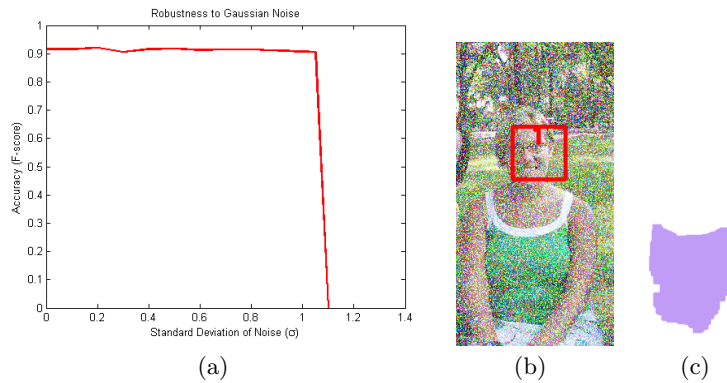 Robustness to Gaussian Noise
Accuracy (F-score)
1
0.9
0.8
0.7
0.6
0.5
0.4
0.3
0.2
0.1
0
0 0.2 0.4 0.6 0.8 1 1.2 1.4
Standard Deviation of Noise (σ)
(a) (b) (c)